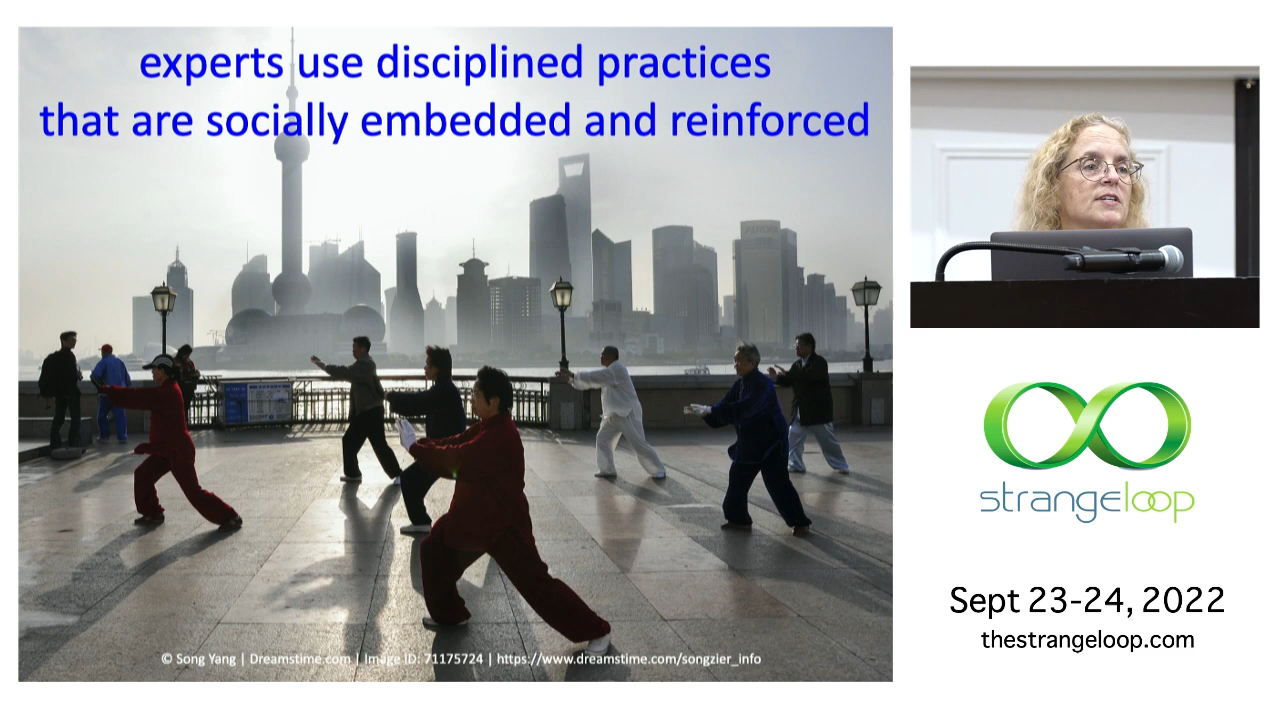 experts use disciplined practices
that are socially embedded and reinforced
© Song Yang | Dreamstime.com | Image ID: 71175724 | https://www.dreamstime.com/songzier_info
strangeloop
Sept 23-24, 2022
thestrangeloop.com